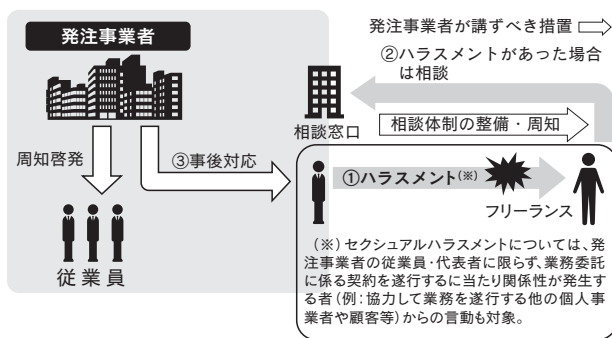 発注事業者
発注事業者が講ずべき措置
②ハラスメントがあった場合
は相談
相談窓口
相談体制の整備・周知
周知啓発
③事後対応
①ハラスメント(※)
フリーランス
従業員
(※)セクシュアルハラスメントについては、発
注事業者の従業員・代表者に限らず、業務委託
に係る契約を遂行するに当たり関係性が発生す
る者(例：協力して業務を遂行する他の個人事
業者や顧客等)からの言動も対象。